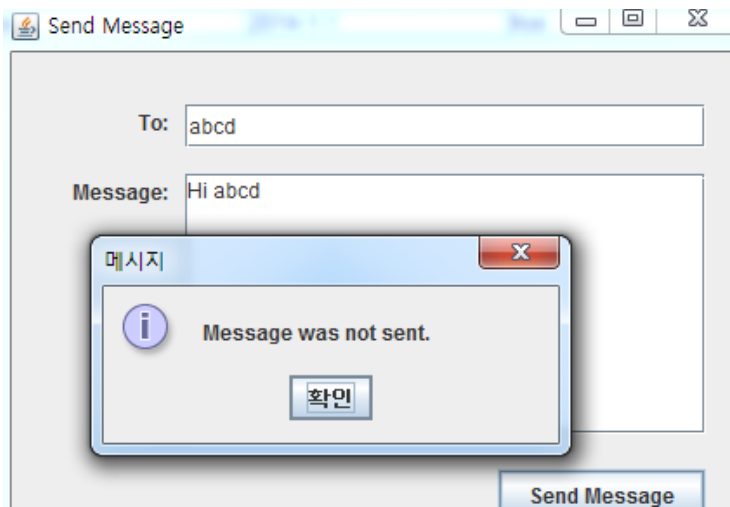 Send Message
To: abcd
Message: Hi abcd
메시지
Message was not sent.
확인
Send Message